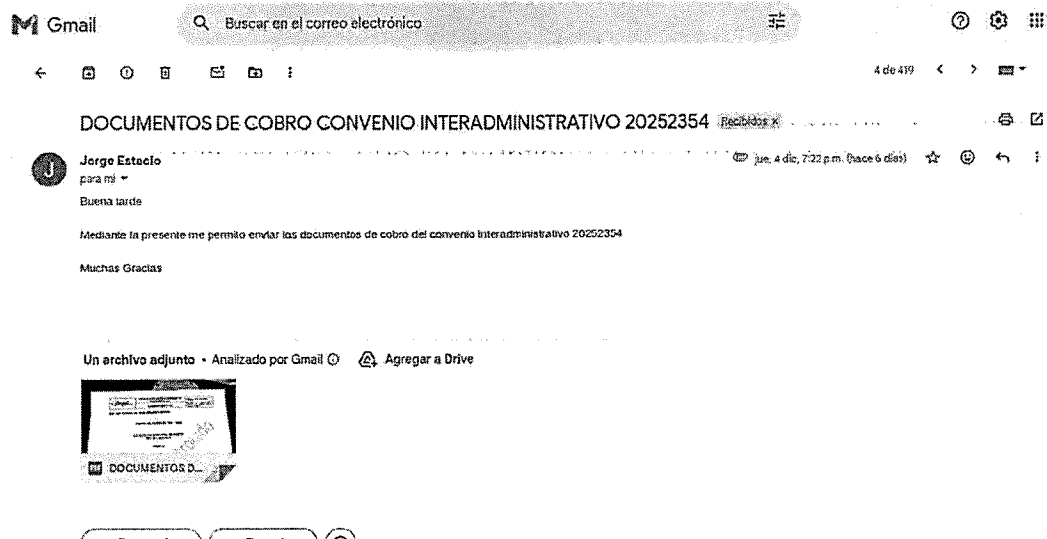 Gmail
Buscar en el correo electrónico
4 de 419
DOCUMENTOS DE COBRO CONVENIO INTERADMINISTRATIVO 20252354 Recibidos x
J
Jorge Estacio
jue, 4 dic, 7:22 p.m. (hace 6 días)
para mí
Buena tarde
Mediante la presente me permito enviar los documentos de cobro del convenio interadministrativo 20252354
Muchas Gracias
Un archivo adjunto • Analizado por Gmail
Agregar a Drive
DOCUMENTOS D...